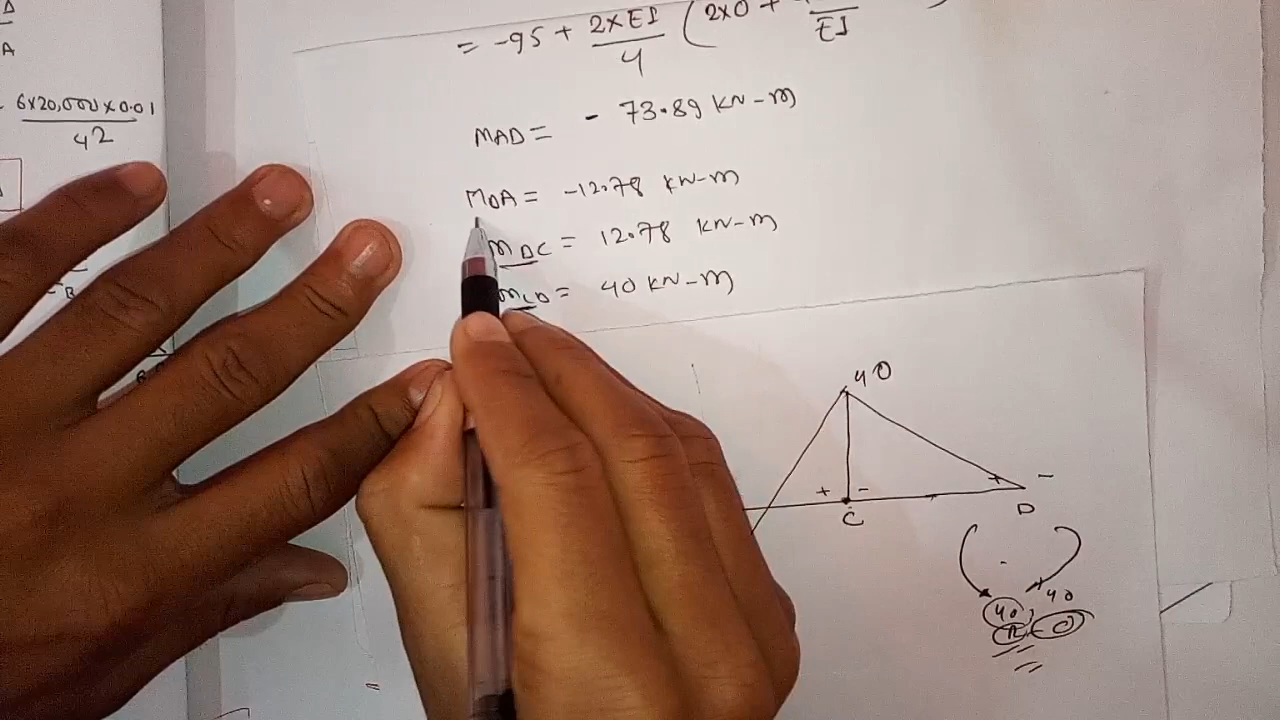 Δ
A
6×20,000×0.01
4²
= -95 + 2×EI/4 (2×0 +
EI
MAD = - 73.89 KN-m
MDA = -12.78 KN-m
MDC = 12.78 KN-m
MCD = 40 KN-m
B
40
+ - + -
C
D
40
40
0
=